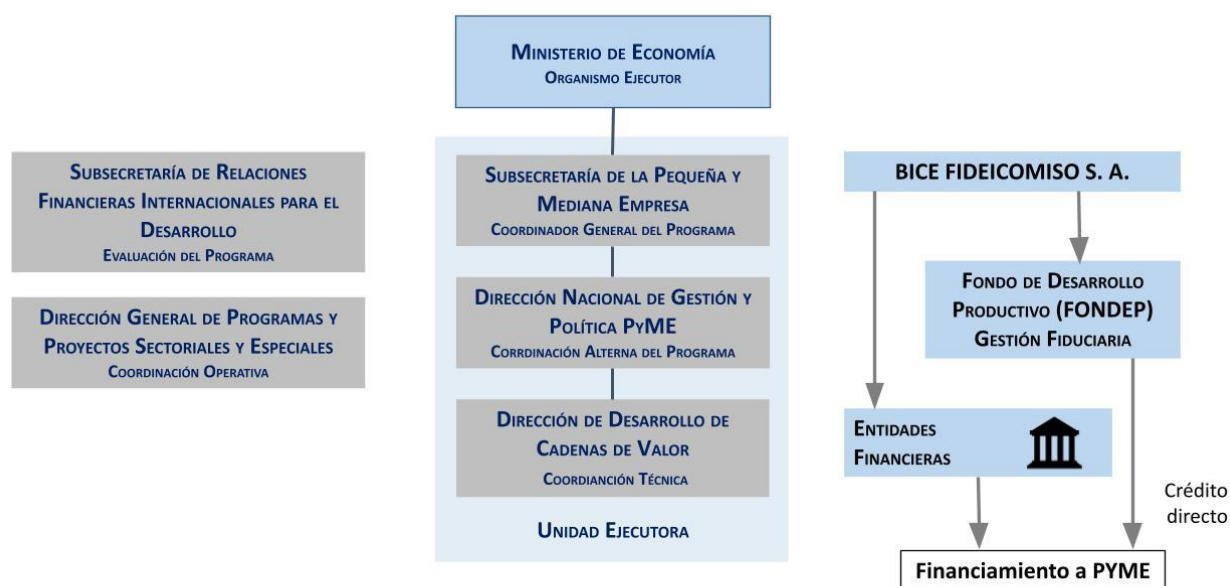 Ministerio de Economía
Organismo Ejecutor
Subsecretaría de Relaciones
Financieras Internacionales para el
Desarrollo
Evaluación del Programa
Dirección General de Programas y
Proyectos Sectoriales y Especiales
Coordinación Operativa
Subsecretaría de la Pequeña y
Mediana Empresa
Coordinador General del Programa
Dirección Nacional de Gestión y
Política PyME
Corrdinación Alterna del Programa
Dirección de Desarrollo de
Cadenas de Valor
Coordianción Técnica
Unidad Ejecutora
BICE FIDEICOMISO S. A.
Fondo de Desarrollo
Productivo (FONDEP)
Gestión Fiduciaria
Entidades
Financieras
Crédito
directo
Financiamiento a PYME